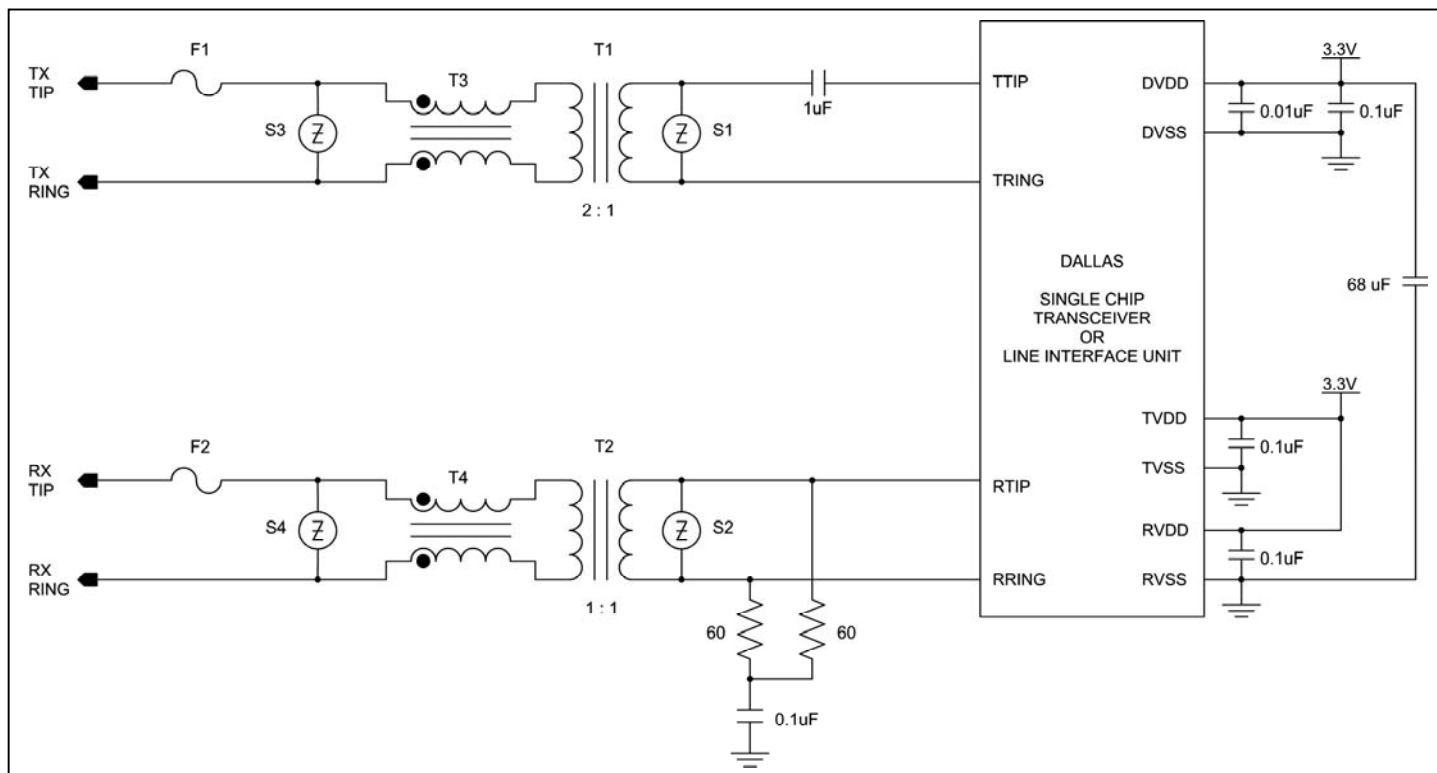 F1
T1
3.3V
TX
TIP
T3
TTIP
DVDD
1uF
0.01uF
0.1uF
S3
S1
DVSS
TX
RING
TRING
2 : 1
DALLAS
SINGLE CHIP
TRANSCEIVER
OR
LINE INTERFACE UNIT
68 uF
3.3V
F2
T2
TVDD
0.1uF
RX
TIP
T4
RTIP
TVSS
S4
S2
RVDD
0.1uF
RX
RING
RRING
RVSS
1 : 1
60
60
0.1uF